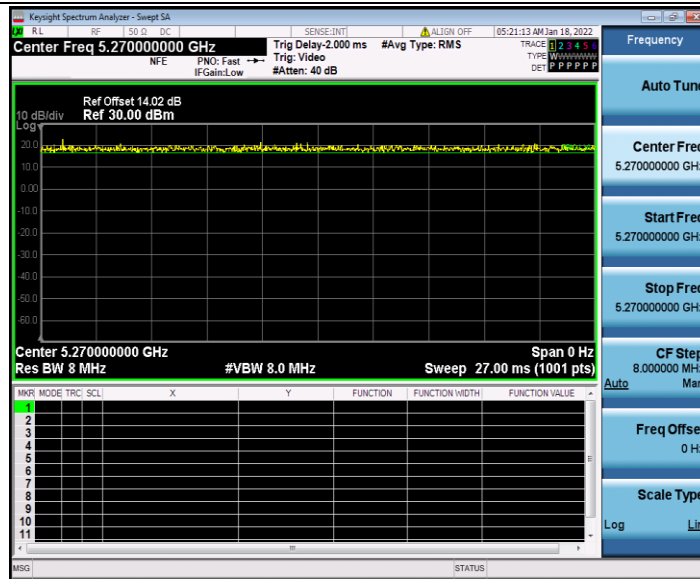 Keysight Spectrum Analyzer - Swept SA
RL RF 50 Ω DC SENSE:INT ALIGN OFF 05:21:13 AM Jan 18, 2022
Center Freq 5.270000000 GHz
NFE
PNO: Fast
IFGain:Low
Trig Delay-2.000 ms
Trig: Video
#Atten: 40 dB
#Avg Type: RMS
TRACE 1 2 3 4 5 6
TYPE WWWWWW
DET P P P P P P
Frequency
Auto Tune
Center Freq
5.270000000 GHz
Start Freq
5.270000000 GHz
Stop Freq
5.270000000 GHz
CF Step
8.000000 MHz
Auto Man
Freq Offset
0 Hz
Scale Type
Log Lin
Ref Offset 14.02 dB
10 dB/div Ref 30.00 dBm
Log
20.0
10.0
0.00
-10.0
-20.0
-30.0
-40.0
-50.0
-60.0
Center 5.270000000 GHz Span 0 Hz
Res BW 8 MHz #VBW 8.0 MHz Sweep 27.00 ms (1001 pts)
MKR MODE TRC SCL X Y FUNCTION FUNCTION WIDTH FUNCTION VALUE
1
2
3
4
5
6
7
8
9
10
11
MSG STATUS